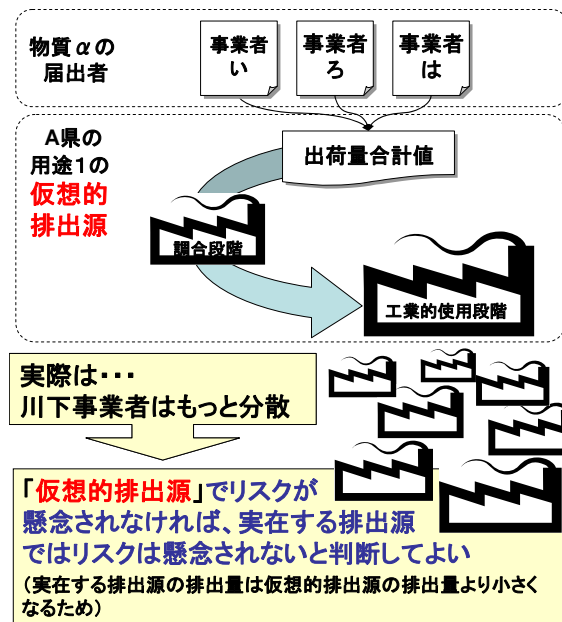 物質αの
届出者
事業者
い
事業者
ろ
事業者
は
A県の
用途1の
仮想的
排出源
出荷量合計値
調合段階
工業的使用段階
実際は・・・
川下事業者はもっと分散
「仮想的排出源」でリスクが
懸念されなければ、実在する排出源
ではリスクは懸念されないと判断してよい
（実在する排出源の排出量は仮想的排出源の排出量より小さく
なるため）